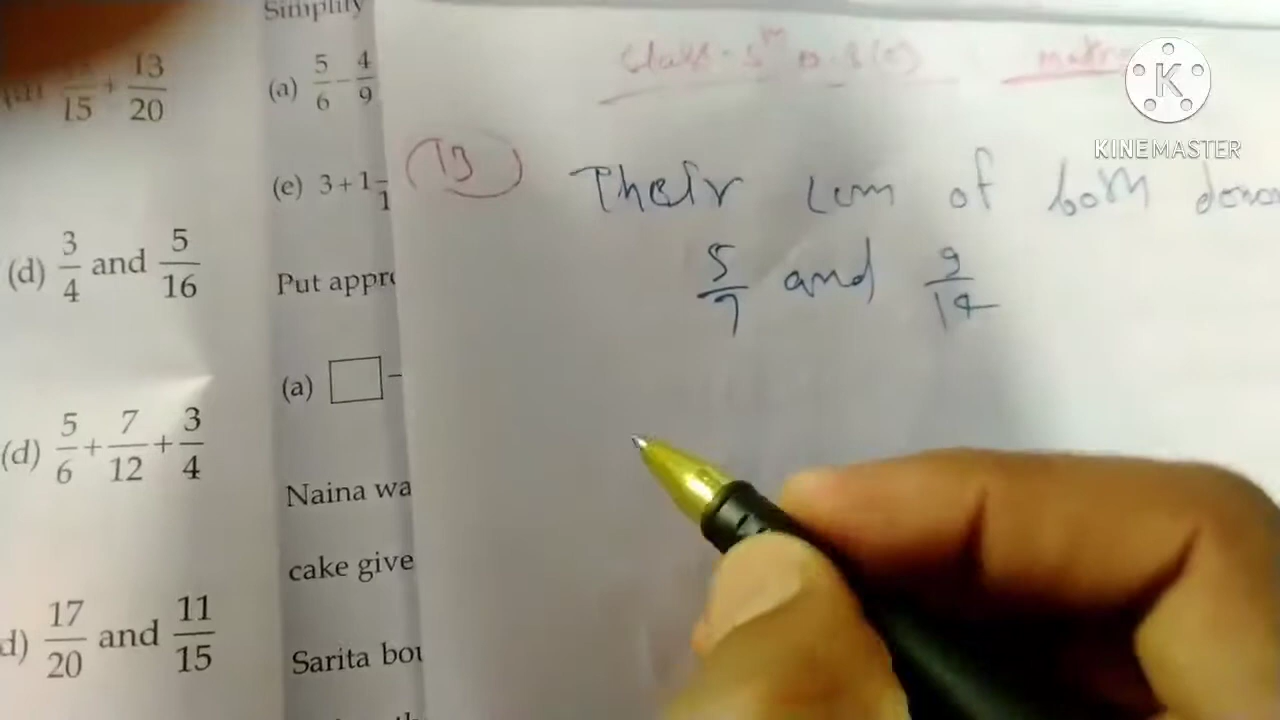 Simplify
15 + 13/20
(a) 5/6 − 4/9
(e) 3 + 1
(d) 3/4 and 5/16
Put appr
(a) □ −
(d) 5/6 + 7/12 + 3/4
Naina wa
cake give
d) 17/20 and 11/15
Sarita bou
13
Their Lcm of both deno
5/7 and 9/14
K
KINEMASTER